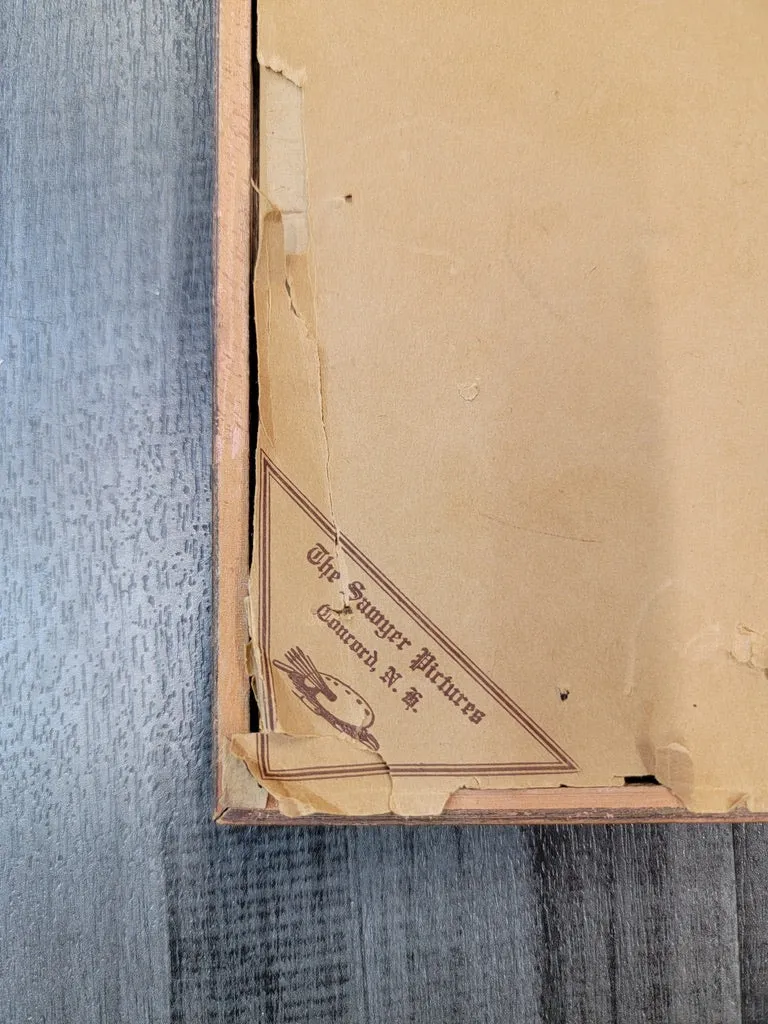 The Sawyer Pictures
Concord, N. H.